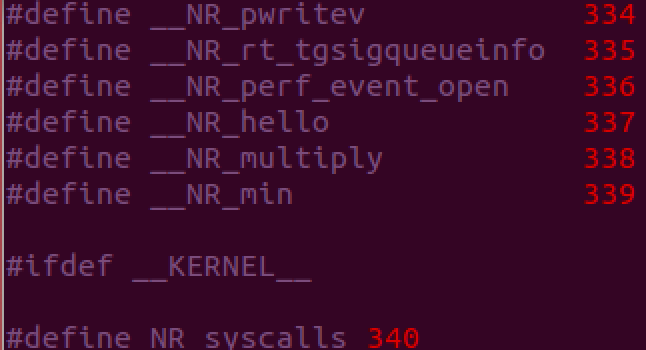 #define __NR_pwritev 334
#define __NR_rt_tgsigqueueinfo 335
#define __NR_perf_event_open 336
#define __NR_hello 337
#define __NR_multiply 338
#define __NR_min 339
#ifdef __KERNEL__
#define NR_syscalls 340